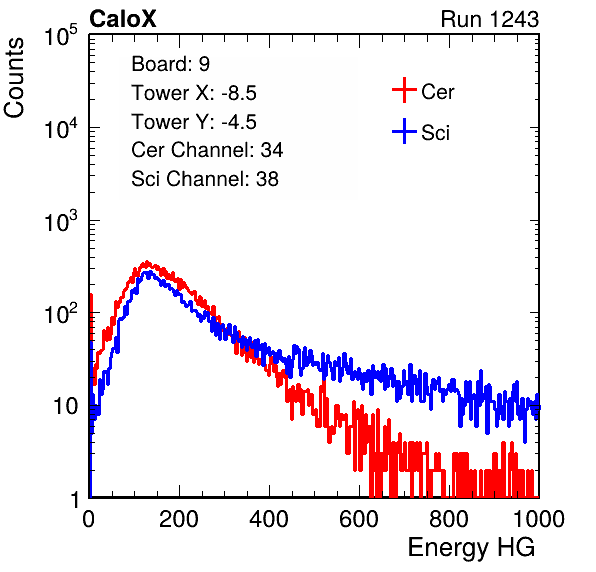 CaloX Run 1243
Counts
10^5
10^4
10^3
10^2
10
1
Board: 9
Tower X: -8.5
Tower Y: -4.5
Cer Channel: 34
Sci Channel: 38
Cer
Sci
0 200 400 600 800 1000
Energy HG